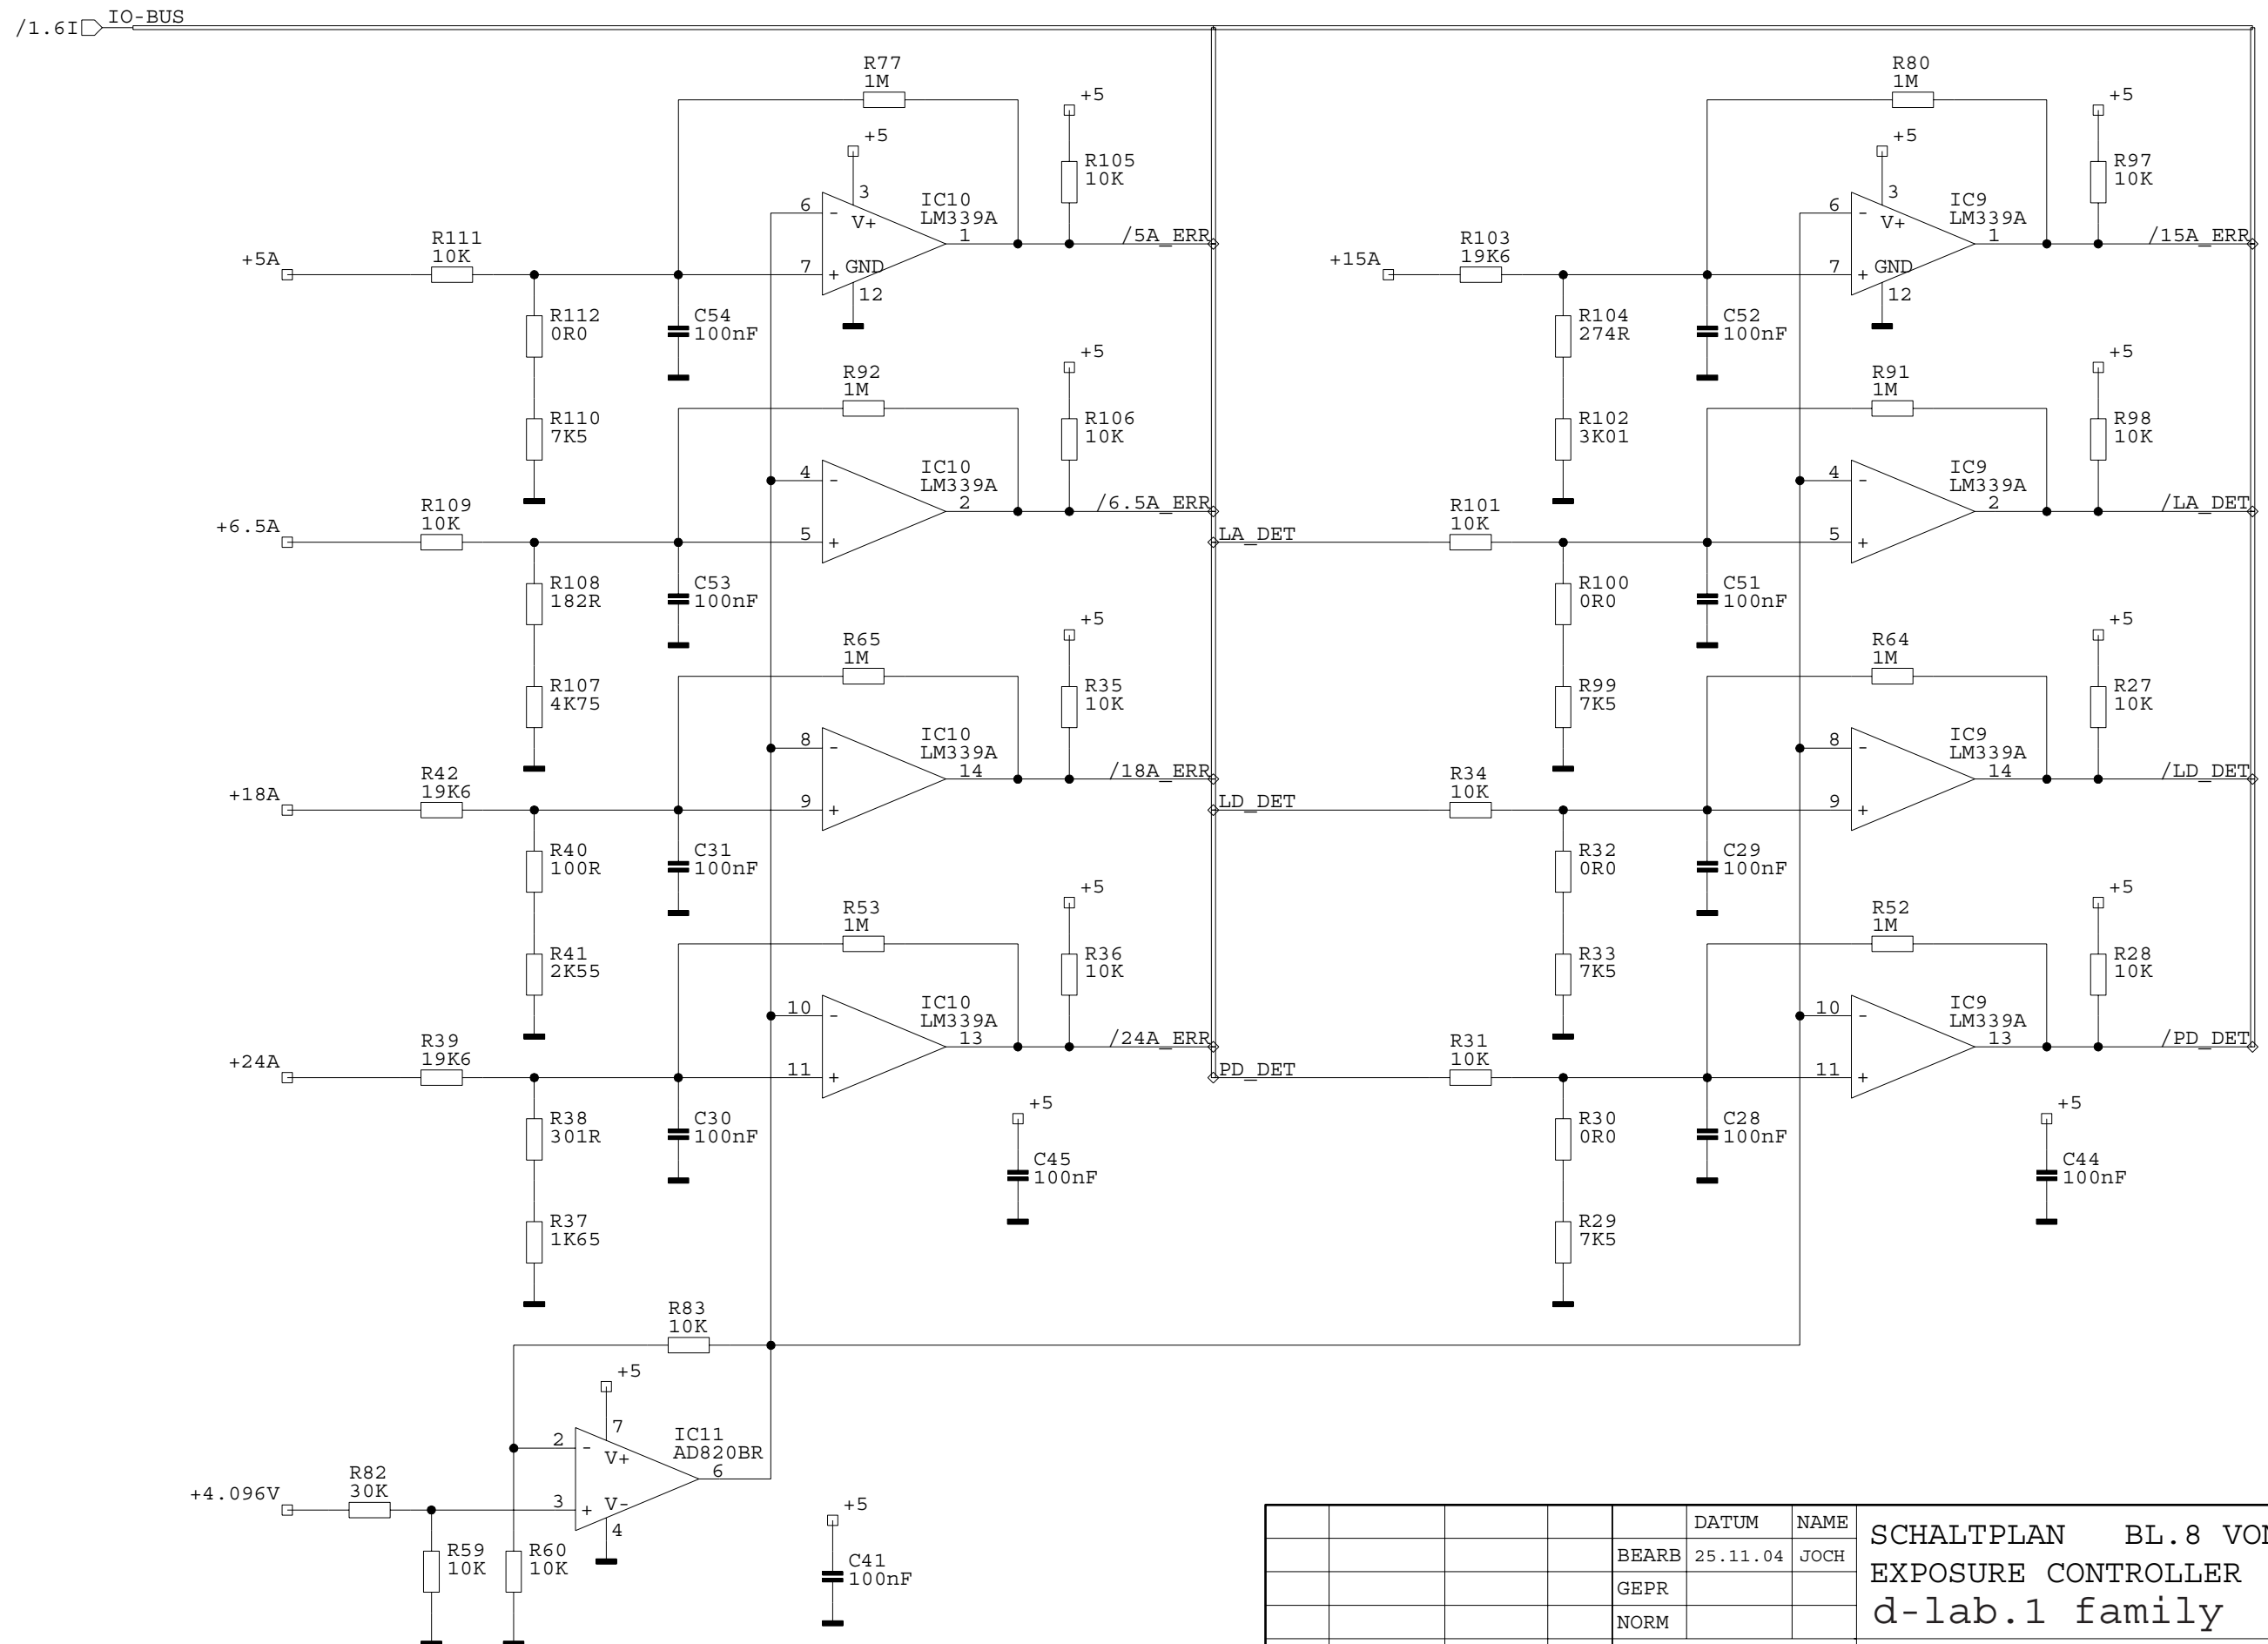 /1.6I IO-BUS
R77
1M
+5
+5
R105
10K
3
V+
IC10
LM339A
6
-
1
/5A_ERR
R111
10K
+5A
7
+
GND
12
R112
0R0
C54
100nF
R110
7K5
R92
1M
+5
R106
10K
IC10
LM339A
4
-
2
/6.5A_ERR
R109
10K
+6.5A
5
+
R108
182R
C53
100nF
R107
4K75
R65
1M
+5
R35
10K
IC10
LM339A
8
-
14
/18A_ERR
R42
19K6
+18A
9
+
R40
100R
C31
100nF
R41
2K55
R53
1M
+5
R36
10K
IC10
LM339A
10
-
13
/24A_ERR
R39
19K6
+24A
11
+
R38
301R
C30
100nF
R37
1K65
+5
C45
100nF
R80
1M
+5
+5
R97
10K
3
V+
IC9
LM339A
6
-
1
/15A_ERR
R103
19K6
+15A
7
+
GND
12
R104
274R
C52
100nF
R102
3K01
R91
1M
+5
R98
10K
IC9
LM339A
4
-
2
/LA_DET
LA_DET
R101
10K
5
+
R100
0R0
C51
100nF
R99
7K5
R64
1M
+5
R27
10K
IC9
LM339A
8
-
14
/LD_DET
LD_DET
R34
10K
9
+
R32
0R0
C29
100nF
R33
7K5
R52
1M
+5
R28
10K
IC9
LM339A
10
-
13
/PD_DET
PD_DET
R31
10K
11
+
R30
0R0
C28
100nF
R29
7K5
+5
C44
100nF
R83
10K
+5
7
V+
IC11
AD820BR
2
-
6
+4.096V
R82
30K
3
+
V-
4
R59
10K
R60
10K
+5
C41
100nF
DATUM NAME
BEARB 25.11.04 JOCH
GEPR
NORM
SCHALTPLAN BL.8 VON
EXPOSURE CONTROLLER
d-lab.1 family